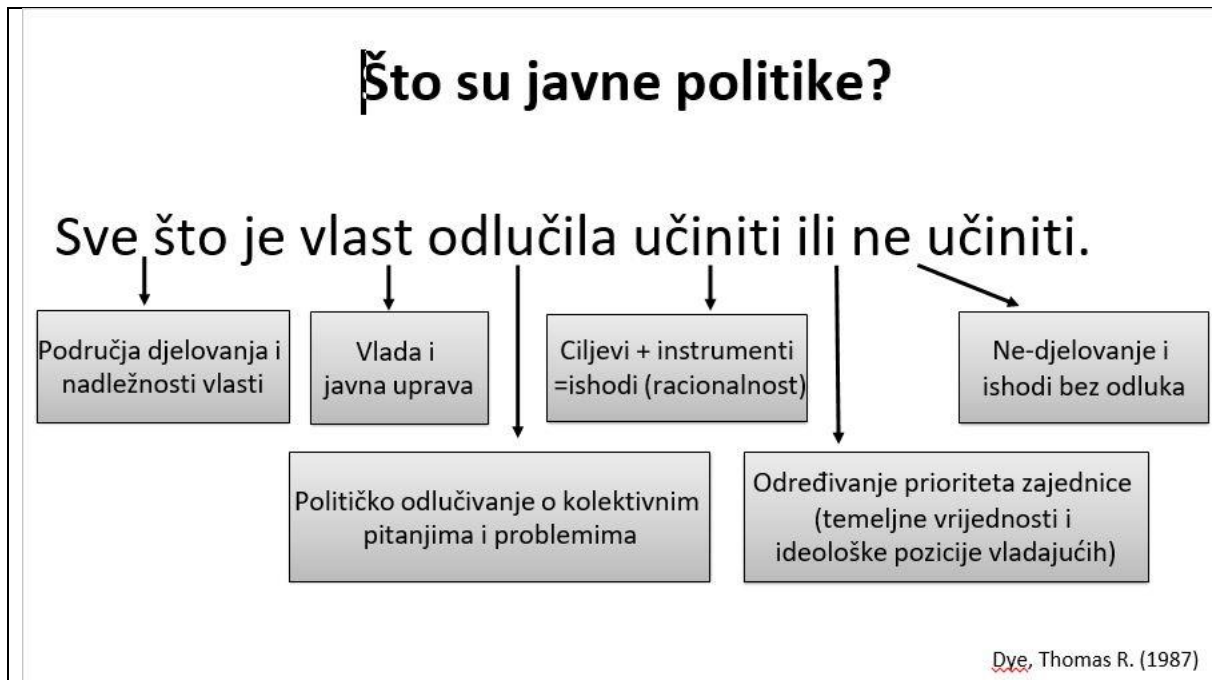 Što su javne politike?
Sve što je vlast odlučila učiniti ili ne učiniti.
Područja djelovanja i
nadležnosti vlasti
Vlada i
javna uprava
Ciljevi + instrumenti
=ishodi (racionalnost)
Ne-djelovanje i
ishodi bez odluka
Političko odlučivanje o kolektivnim
pitanjima i problemima
Određivanje prioriteta zajednice
(temeljne vrijednosti i
ideološke pozicije vladajućih)
Dye, Thomas R. (1987)